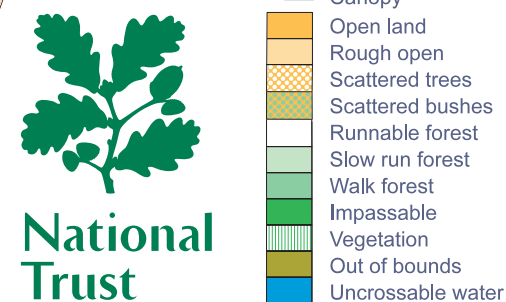 National
Trust
Canopy
Open land
Rough open
Scattered trees
Scattered bushes
Runnable forest
Slow run forest
Walk forest
Impassable
Vegetation
Out of bounds
Uncrossable water